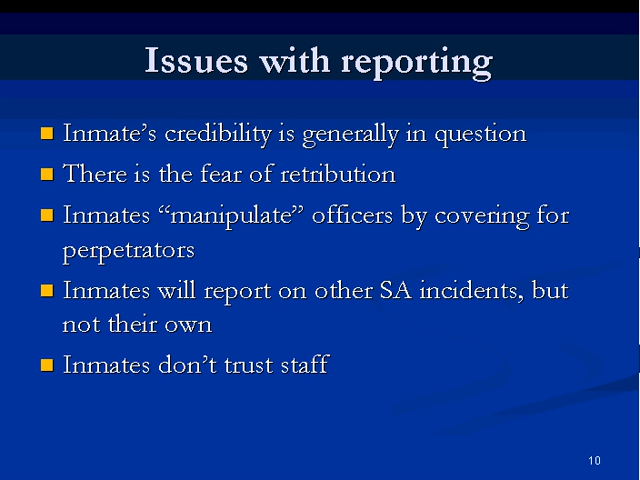 Issues with reporting
Inmate’s credibility is generally in question
There is the fear of retribution
Inmates “manipulate” officers by covering for
perpetrators
Inmates will report on other SA incidents, but
not their own
Inmates don’t trust staff
10